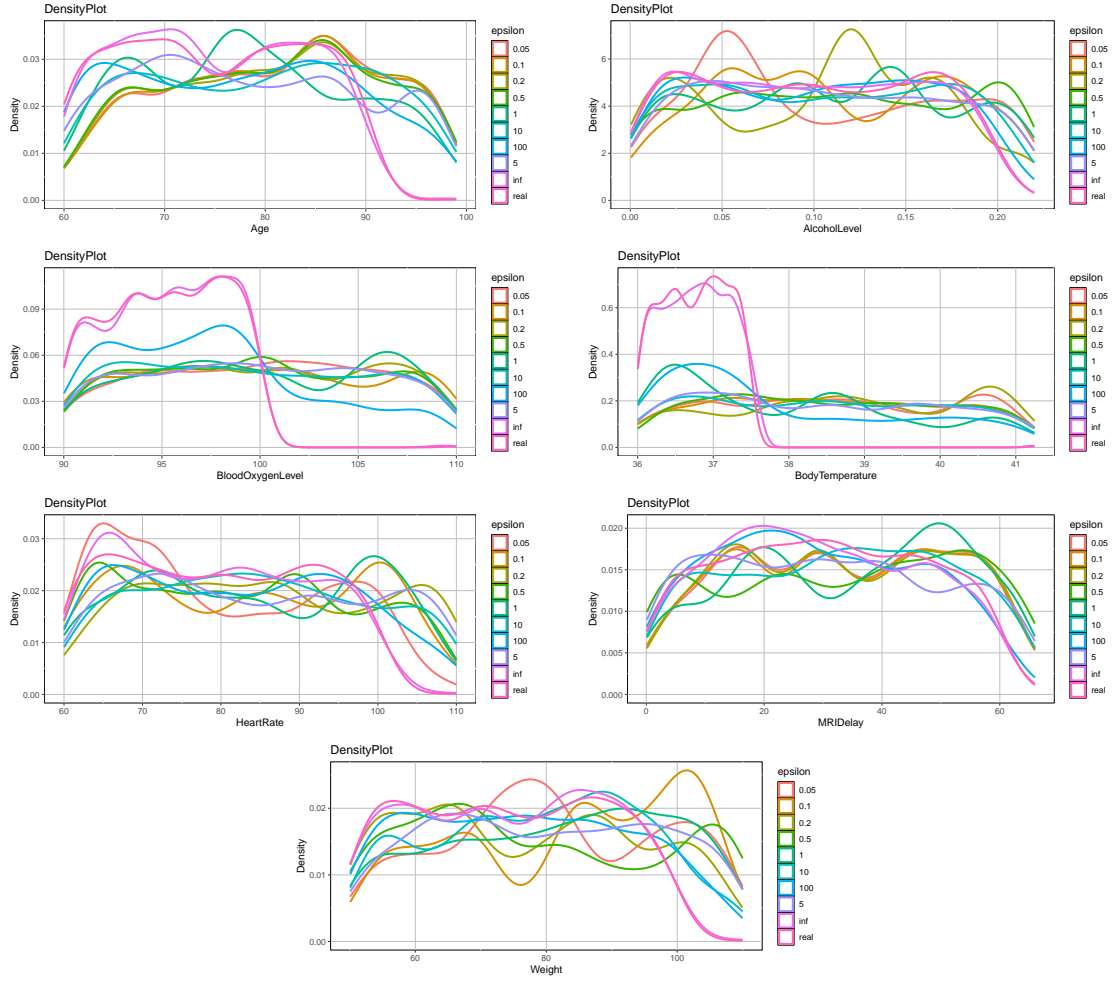 DensityPlot
0.03
0.02
0.01
0.00
Density
60
70
80
90
100
Age
epsilon
0.05
0.1
0.2
0.5
1
10
100
5
inf
real
DensityPlot
6
4
2
0
Density
0.00
0.05
0.10
0.15
0.20
AlcoholLevel
epsilon
0.05
0.1
0.2
0.5
1
10
100
5
inf
real
DensityPlot
0.09
0.06
0.03
0.00
Density
90
95
100
105
110
BloodOxygenLevel
epsilon
0.05
0.1
0.2
0.5
1
10
100
5
inf
real
DensityPlot
0.6
0.4
0.2
0.0
Density
36
37
38
39
40
41
BodyTemperature
epsilon
0.05
0.1
0.2
0.5
1
10
100
5
inf
real
DensityPlot
0.03
0.02
0.01
0.00
Density
60
70
80
90
100
110
HeartRate
epsilon
0.05
0.1
0.2
0.5
1
10
100
5
inf
real
DensityPlot
0.020
0.015
0.010
0.005
0.000
Density
0
20
40
60
MRIDelay
epsilon
0.05
0.1
0.2
0.5
1
10
100
5
inf
real
DensityPlot
0.02
0.01
0.00
Density
60
80
100
Weight
epsilon
0.05
0.1
0.2
0.5
1
10
100
5
inf
real